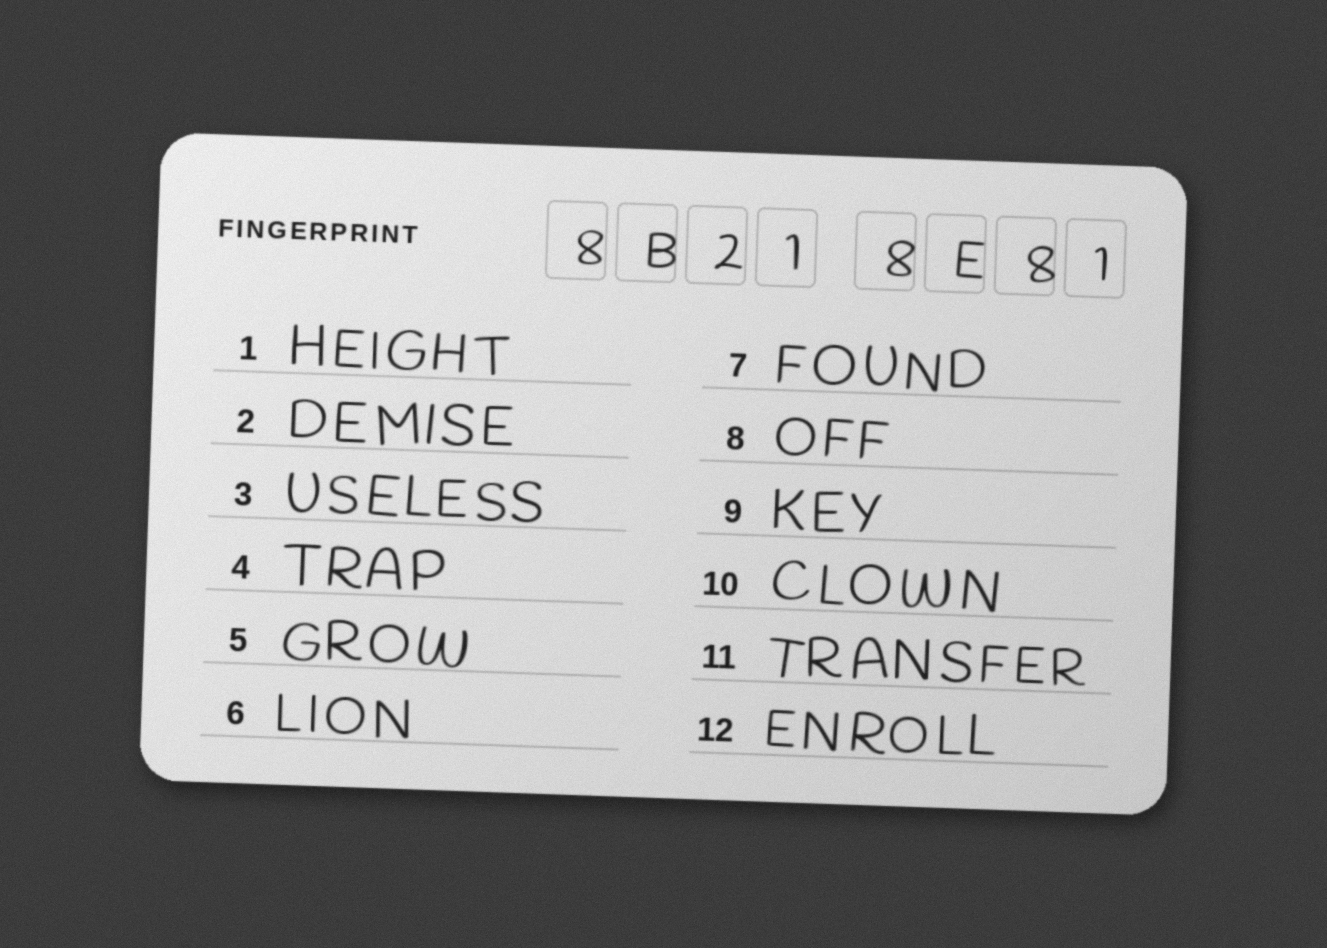 FINGERPRINT 8B21 8E81
1 HEIGHT
2 DEMISE
3 USELESS
4 TRAP
5 GROW
6 LION
7 FOUND
8 OFF
9 KEY
10 CLOWN
11 TRANSFER
12 ENROLL